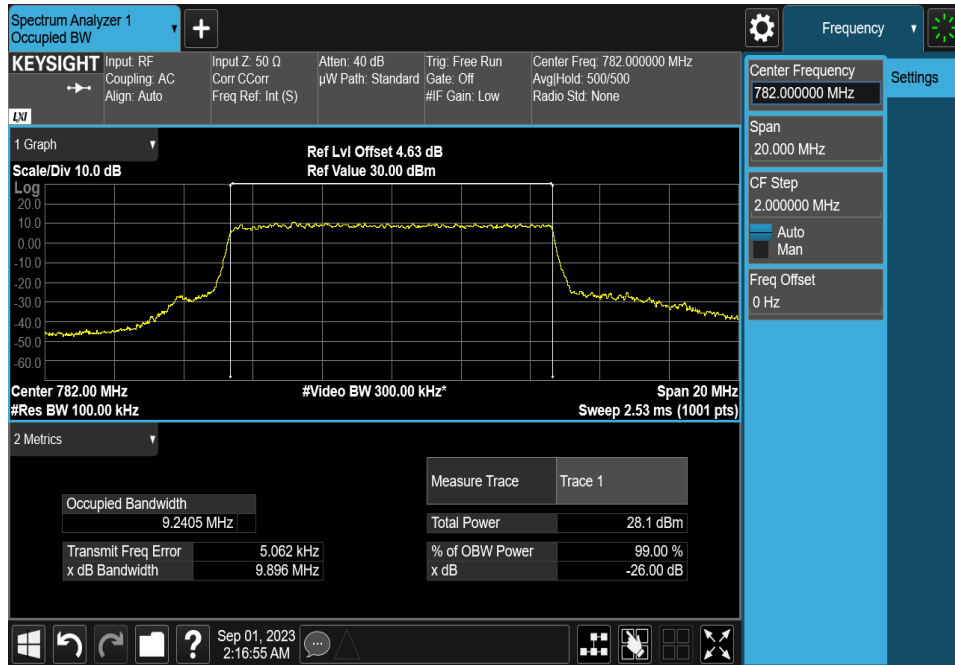 Spectrum Analyzer 1
Occupied BW
Frequency
KEYSIGHT
LXI
Input: RF
Coupling: AC
Align: Auto
Input Z: 50 Ω
Corr CCorr
Freq Ref: Int (S)
Atten: 40 dB
µW Path: Standard
Trig: Free Run
Gate: Off
#IF Gain: Low
Center Freq: 782.000000 MHz
Avg|Hold: 500/500
Radio Std: None
Center Frequency
782.000000 MHz
Settings
Span
20.000 MHz
CF Step
2.000000 MHz
Auto
Man
Freq Offset
0 Hz
1 Graph
Scale/Div 10.0 dB
Ref Lvl Offset 4.63 dB
Ref Value 30.00 dBm
Log
20.0
10.0
0.00
-10.0
-20.0
-30.0
-40.0
-50.0
-60.0
Center 782.00 MHz
#Video BW 300.00 kHz*
Span 20 MHz
#Res BW 100.00 kHz
Sweep 2.53 ms (1001 pts)
2 Metrics
Measure Trace
Trace 1
Occupied Bandwidth
9.2405 MHz
Total Power
28.1 dBm
Transmit Freq Error
5.062 kHz
% of OBW Power
99.00 %
x dB Bandwidth
9.896 MHz
x dB
-26.00 dB
?
Sep 01, 2023
2:16:55 AM